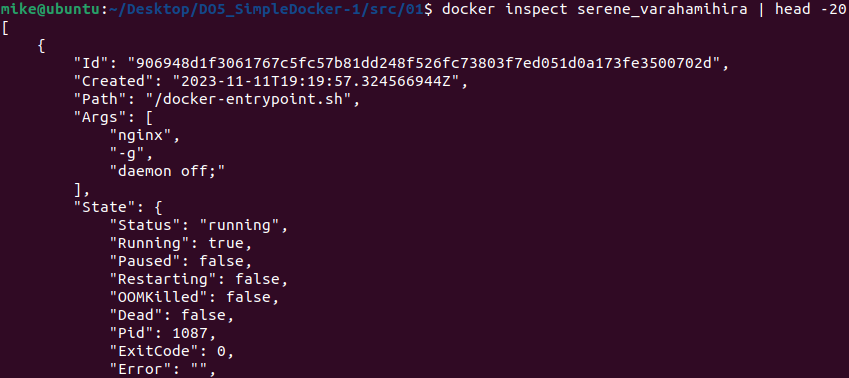 mike@ubuntu:~/Desktop/DO5_SimpleDocker-1/src/01$ docker inspect serene_varahamihira | head -20
[
    {
        "Id": "906948d1f3061767c5fc57b81dd248f526fc73803f7ed051d0a173fe3500702d",
        "Created": "2023-11-11T19:19:57.324566944Z",
        "Path": "/docker-entrypoint.sh",
        "Args": [
            "nginx",
            "-g",
            "daemon off;"
        ],
        "State": {
            "Status": "running",
            "Running": true,
            "Paused": false,
            "Restarting": false,
            "OOMKilled": false,
            "Dead": false,
            "Pid": 1087,
            "ExitCode": 0,
            "Error": "",